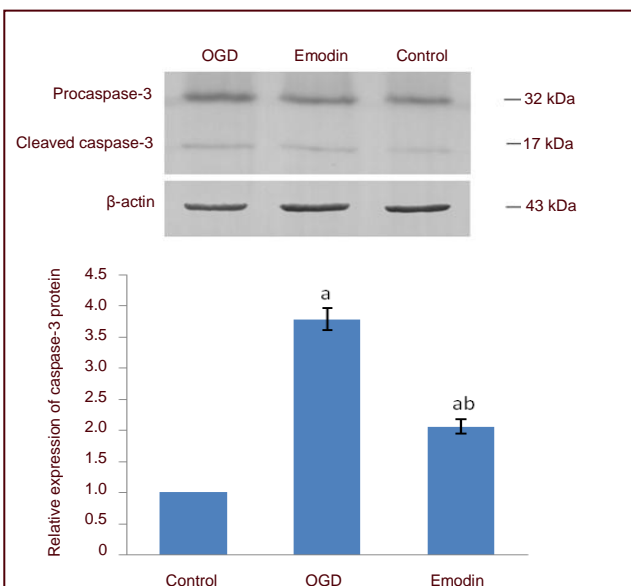 OGD Emodin Control
Procaspase-3 32 kDa
Cleaved caspase-3 17 kDa
β-actin 43 kDa
Relative expression of caspase-3 protein
4.5
4.0
3.5
3.0
2.5
2.0
1.5
1.0
0.5
0
a
ab
Control OGD Emodin